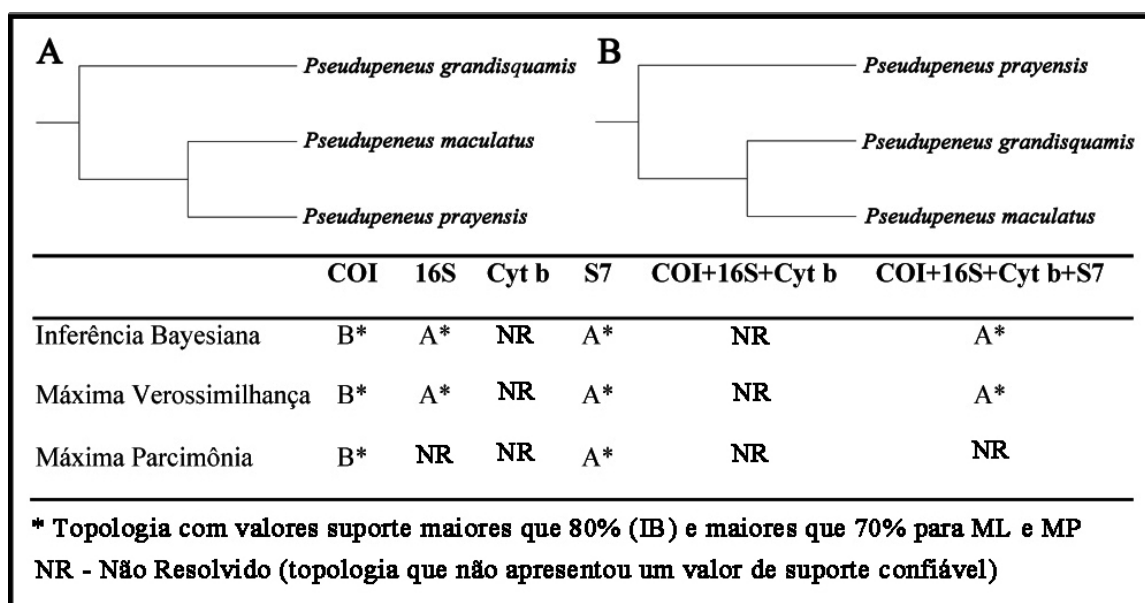 A
B
Pseudupeneus grandisquamis
Pseudupeneus maculatus
Pseudupeneus prayensis
Pseudupeneus prayensis
Pseudupeneus grandisquamis
Pseudupeneus maculatus
COI 16S Cyt b S7 COI+16S+Cyt b COI+16S+Cyt b+S7
Inferência Bayesiana B* A* NR A* NR A*
Máxima Verossimilhança B* A* NR A* NR A*
Máxima Parcimônia B* NR NR A* NR NR
* Topologia com valores suporte maiores que 80% (IB) e maiores que 70% para ML e MP
NR - Não Resolvido (topologia que não apresentou um valor de suporte confiável)